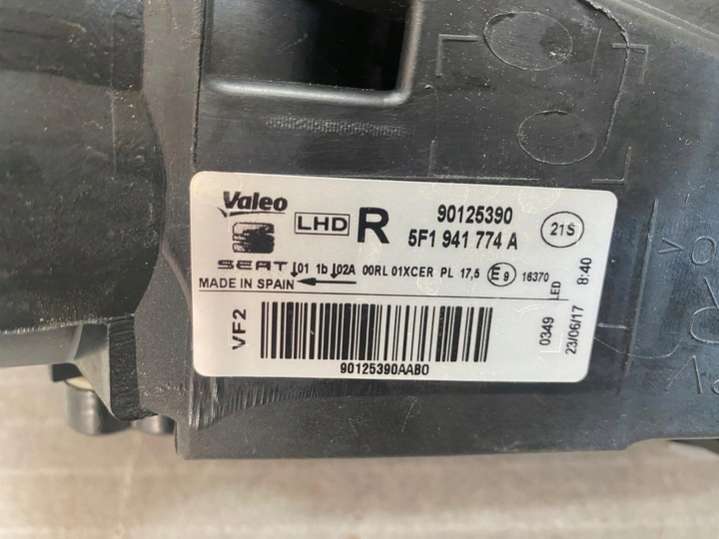 Valeo
LHD R
90125390
5F1 941 774 A
21S
SEAT
01 1b 02A 00RL 01XCER PL 17,5 E9 16370
MADE IN SPAIN
LED
8:40
VF2
0349
23/06/17
90125390AAB0